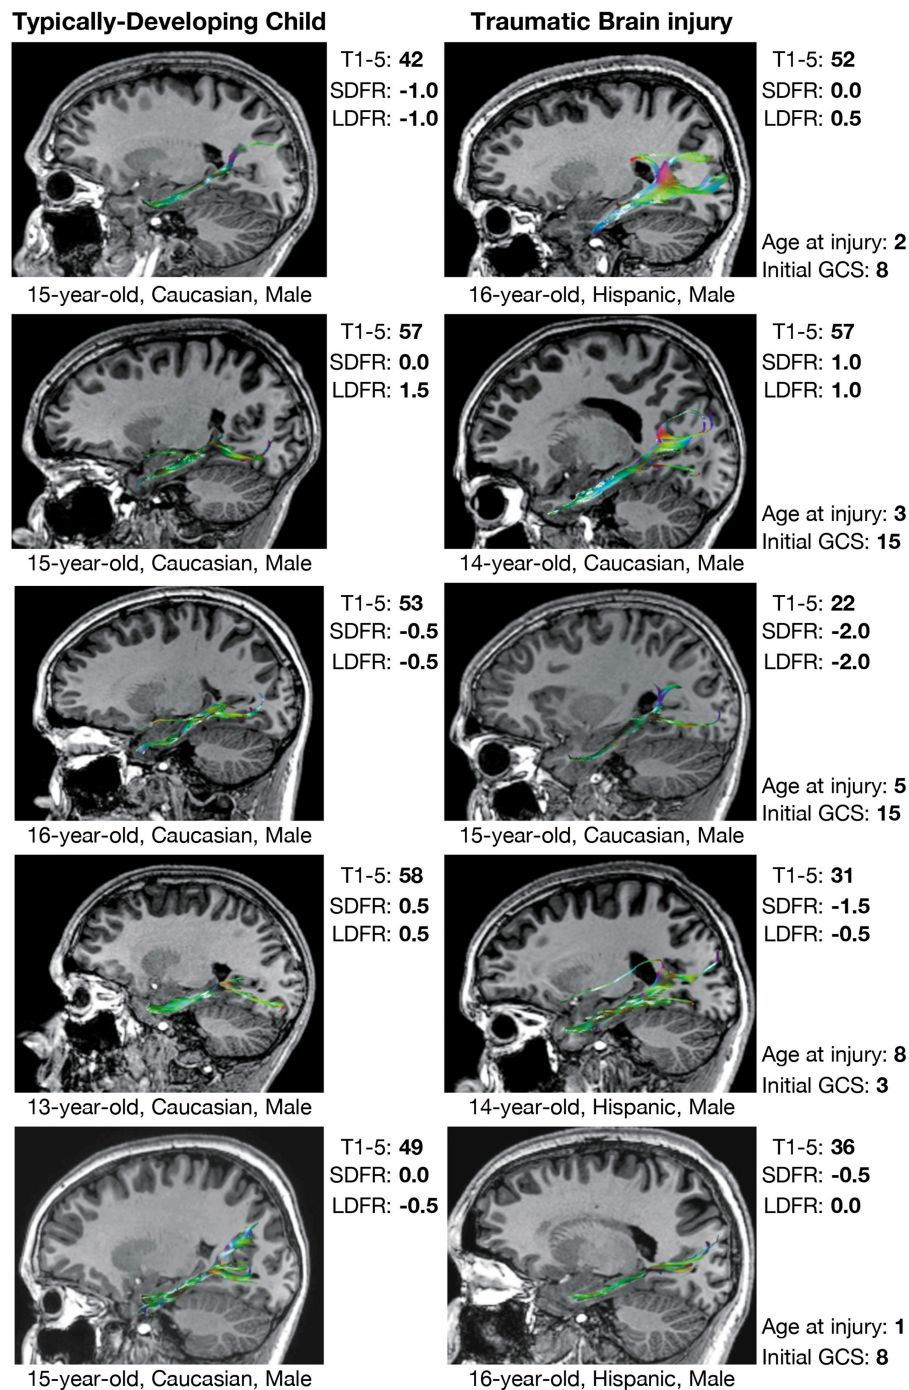 Typically-Developing Child
Traumatic Brain injury
T1-5: 42
SDFR: -1.0
LDFR: -1.0
15-year-old, Caucasian, Male
T1-5: 52
SDFR: 0.0
LDFR: 0.5
Age at injury: 2
Initial GCS: 8
16-year-old, Hispanic, Male
T1-5: 57
SDFR: 0.0
LDFR: 1.5
15-year-old, Caucasian, Male
T1-5: 57
SDFR: 1.0
LDFR: 1.0
Age at injury: 3
Initial GCS: 15
14-year-old, Caucasian, Male
T1-5: 53
SDFR: -0.5
LDFR: -0.5
16-year-old, Caucasian, Male
T1-5: 22
SDFR: -2.0
LDFR: -2.0
Age at injury: 5
Initial GCS: 15
15-year-old, Caucasian, Male
T1-5: 58
SDFR: 0.5
LDFR: 0.5
13-year-old, Caucasian, Male
T1-5: 31
SDFR: -1.5
LDFR: -0.5
Age at injury: 8
Initial GCS: 3
14-year-old, Hispanic, Male
T1-5: 49
SDFR: 0.0
LDFR: -0.5
15-year-old, Caucasian, Male
T1-5: 36
SDFR: -0.5
LDFR: 0.0
Age at injury: 1
Initial GCS: 8
16-year-old, Hispanic, Male